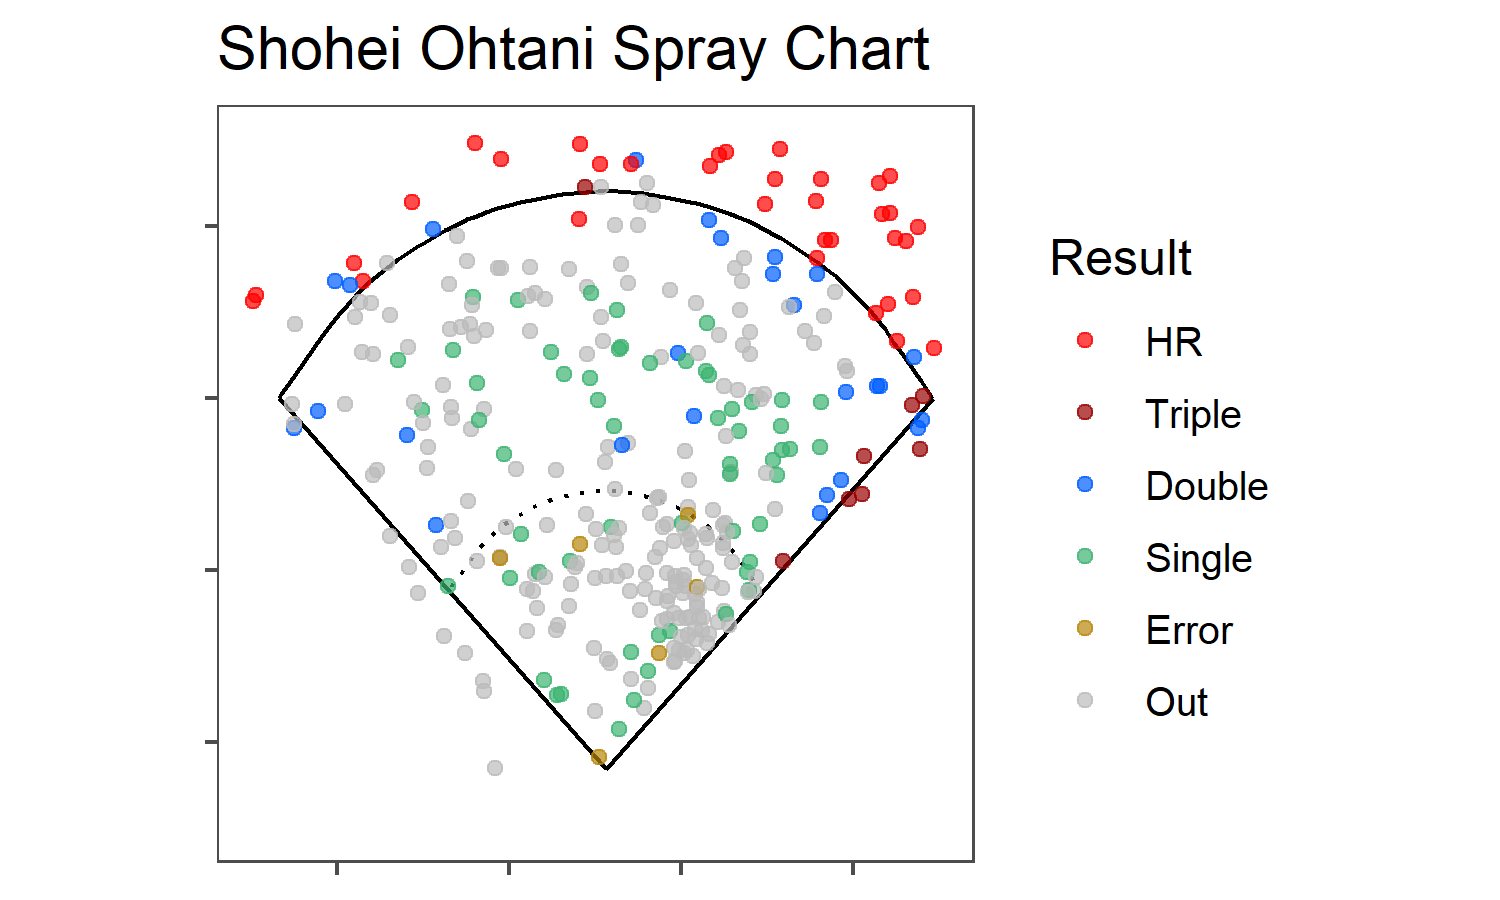 Shohei Ohtani Spray Chart
Result
HR
Triple
Double
Single
Error
Out